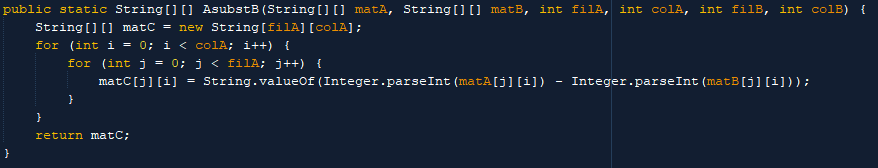 public static String[][] AsubstB(String[][] matA, String[][] matB, int filA, int colA, int filB, int colB) {
    String[][] matC = new String[filA][colA];
    for (int i = 0; i < colA; i++) {
        for (int j = 0; j < filA; j++) {
            matC[j][i] = String.valueOf(Integer.parseInt(matA[j][i]) - Integer.parseInt(matB[j][i]));
        }
    }
    return matC;
}